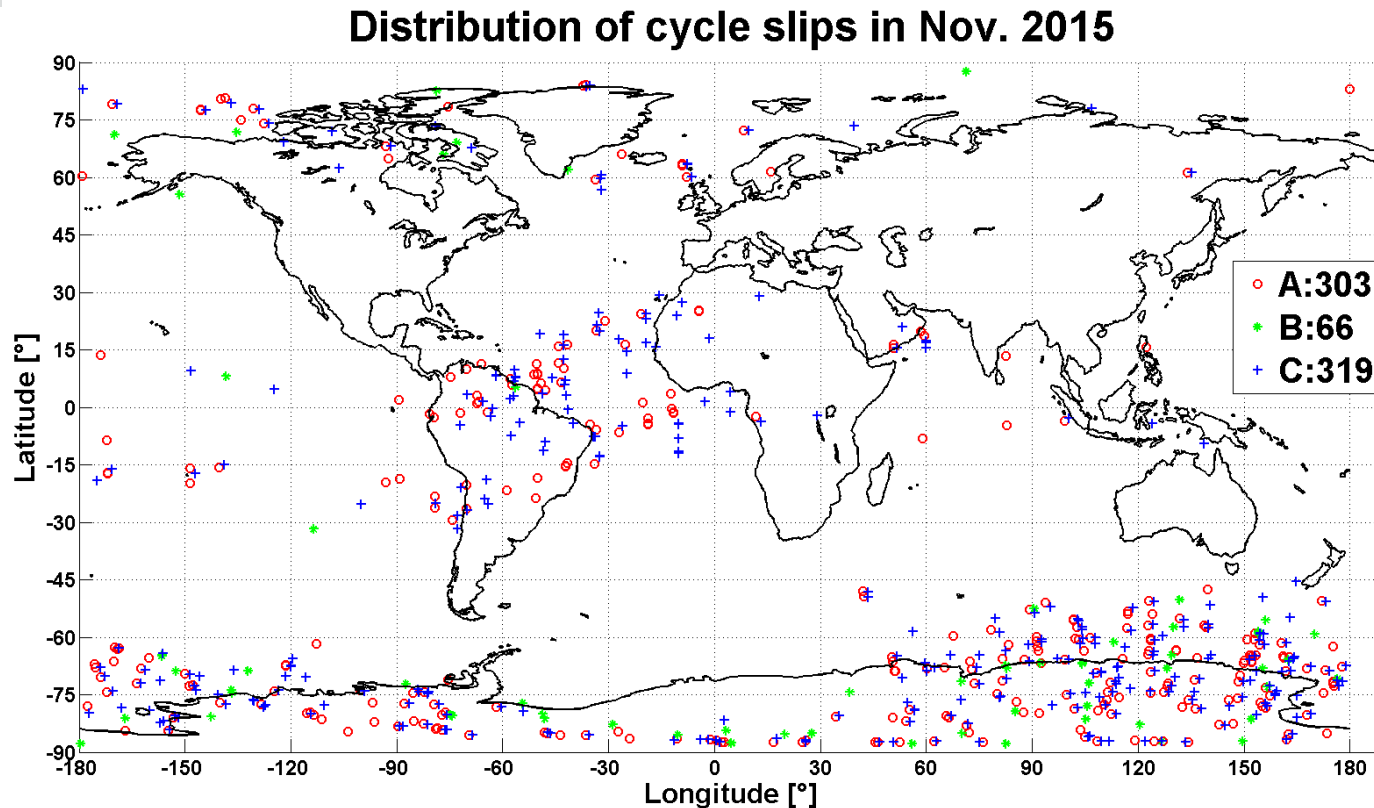 Distribution of cycle slips in Nov. 2015
90
75
60
45
30
15
0
-15
-30
-45
-60
-75
-90
Latitude [°]
A:303
B:66
C:319
-180 -150 -120 -90 -60 -30 0 30 60 90 120 150 180
Longitude [°]